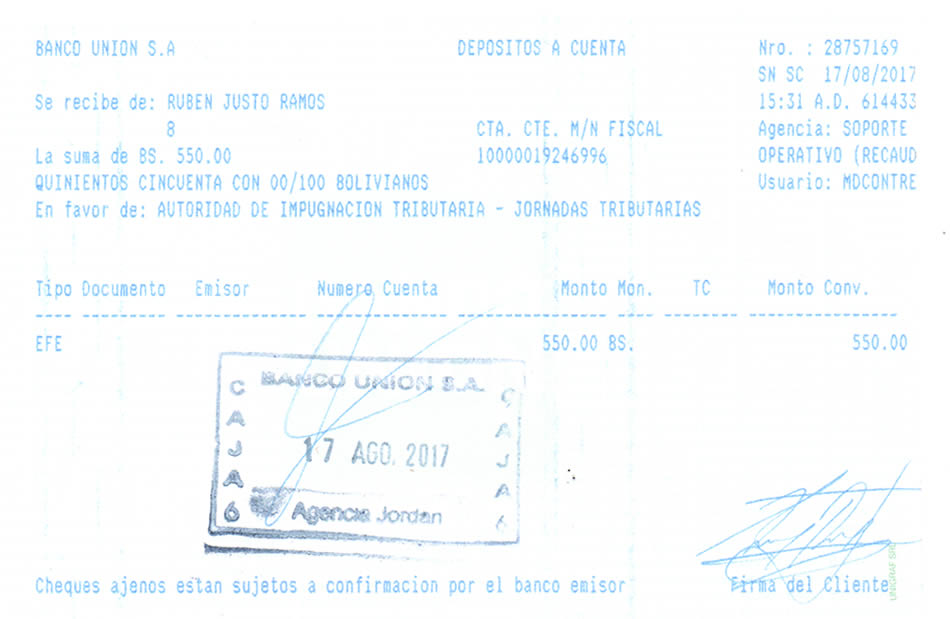 BANCO UNION S.A DEPOSITOS A CUENTA Nro. : 28757169
SN SC 17/08/2017
Se recibe de: RUBEN JUSTO RAMOS 15:31 A.D. 614433
8 CTA. CTE. M/N FISCAL Agencia: SOPORTE
La suma de BS. 550.00 10000019246996 OPERATIVO (RECAUD
QUINIENTOS CINCUENTA CON 00/100 BOLIVIANOS Usuario: MDCONTRE
En favor de: AUTORIDAD DE IMPUGNACION TRIBUTARIA - JORNADAS TRIBUTARIAS
Tipo Documento Emisor Numero Cuenta Monto Mon. TC Monto Conv.
EFE 550.00 BS. 550.00
BANCO UNION S.A.
CAJA 6
17 AGO. 2017
CAJA 6
Agencia Jordan
Cheques ajenos estan sujetos a confirmacion por el banco emisor Firma del Cliente
UNIGRAF SRL